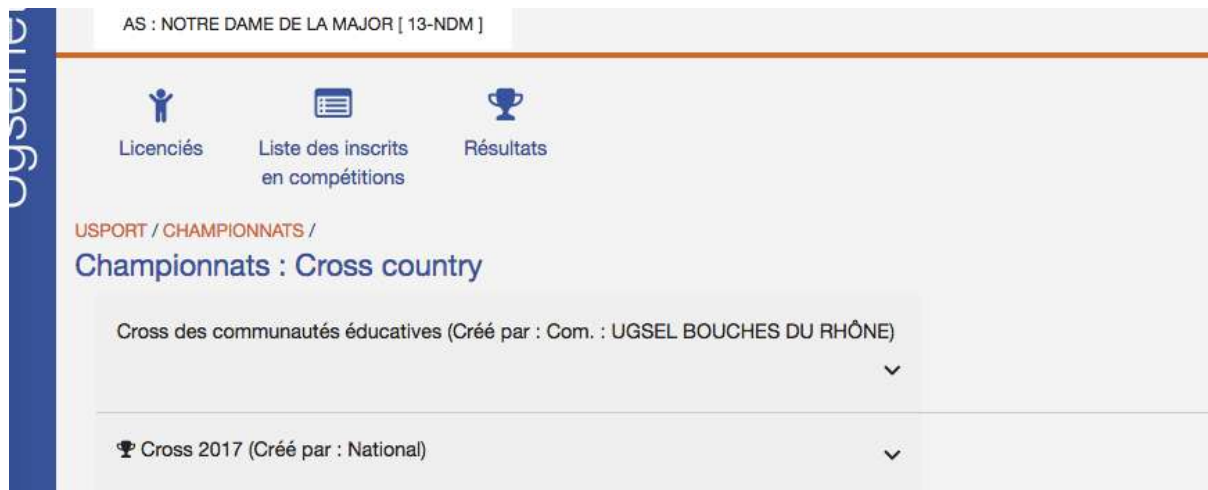 AS : NOTRE DAME DE LA MAJOR [ 13-NDM ]
Licenciés
Liste des inscrits
en compétitions
Résultats
USPORT / CHAMPIONNATS /
Championnats : Cross country
Cross des communautés éducatives (Créé par : Com. : UGSEL BOUCHES DU RHÔNE)
Cross 2017 (Créé par : National)